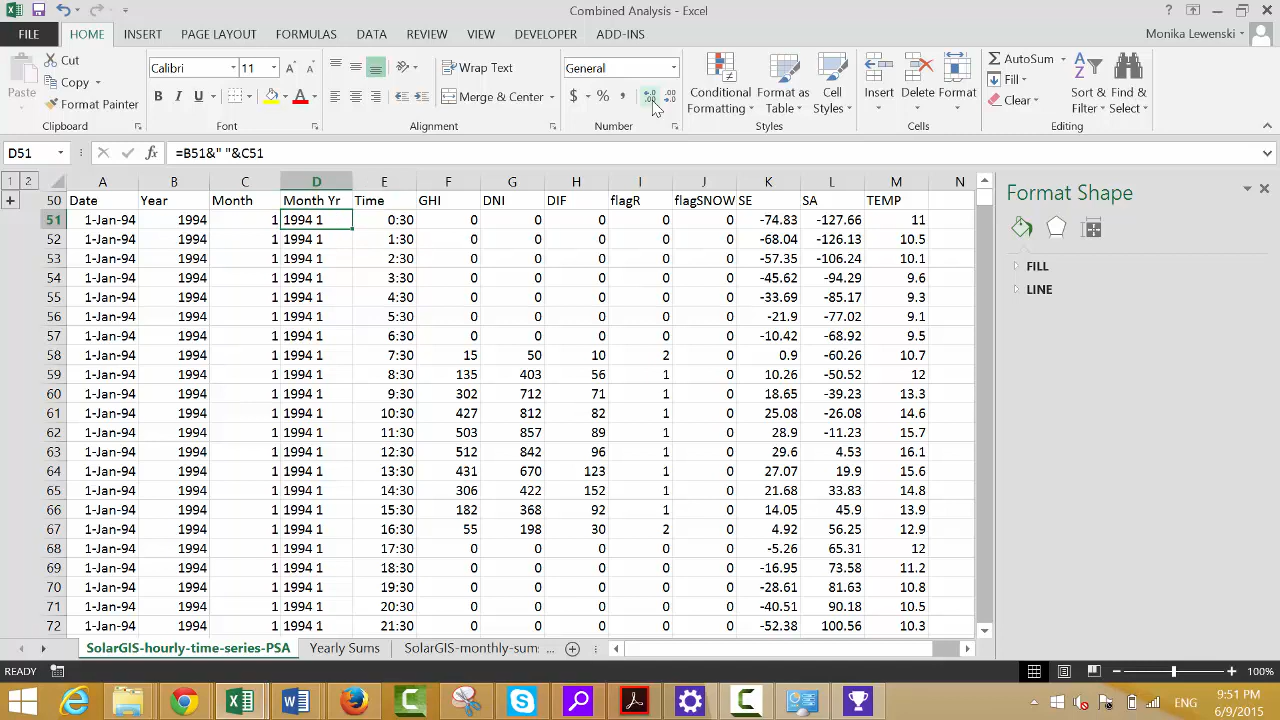 Combined Analysis - Excel
FILE HOME INSERT PAGE LAYOUT FORMULAS DATA REVIEW VIEW DEVELOPER ADD-INS Monika Lewenski
Paste
Cut
Copy
Format Painter
Clipboard
Calibri 11
B I U
Font
Wrap Text
Merge & Center
Alignment
General
$ % ,
Number
Conditional Formatting
Format as Table
Cell Styles
Styles
Insert Delete Format
Cells
AutoSum
Fill
Clear
Sort & Filter
Find & Select
Editing
D51 fx =B51&" "&C51
1 2 A B C D E F G H I J K L M N
50 Date Year Month Month Yr Time GHI DNI DIF flagR flagSNOW SE SA TEMP
51 1-Jan-94 1994 1 1994 1 0:30 0 0 0 0 0 -74.83 -127.66 11
52 1-Jan-94 1994 1 1994 1 1:30 0 0 0 0 0 -68.04 -126.13 10.5
53 1-Jan-94 1994 1 1994 1 2:30 0 0 0 0 0 -57.35 -106.24 10.1
54 1-Jan-94 1994 1 1994 1 3:30 0 0 0 0 0 -45.62 -94.29 9.6
55 1-Jan-94 1994 1 1994 1 4:30 0 0 0 0 0 -33.69 -85.17 9.3
56 1-Jan-94 1994 1 1994 1 5:30 0 0 0 0 0 -21.9 -77.02 9.1
57 1-Jan-94 1994 1 1994 1 6:30 0 0 0 0 0 -10.42 -68.92 9.5
58 1-Jan-94 1994 1 1994 1 7:30 15 50 10 2 0 0.9 -60.26 10.7
59 1-Jan-94 1994 1 1994 1 8:30 135 403 56 1 0 10.26 -50.52 12
60 1-Jan-94 1994 1 1994 1 9:30 302 712 71 1 0 18.65 -39.23 13.3
61 1-Jan-94 1994 1 1994 1 10:30 427 812 82 1 0 25.08 -26.08 14.6
62 1-Jan-94 1994 1 1994 1 11:30 503 857 89 1 0 28.9 -11.23 15.7
63 1-Jan-94 1994 1 1994 1 12:30 512 842 96 1 0 29.6 4.53 16.1
64 1-Jan-94 1994 1 1994 1 13:30 431 670 123 1 0 27.07 19.9 15.6
65 1-Jan-94 1994 1 1994 1 14:30 306 422 152 1 0 21.68 33.83 14.8
66 1-Jan-94 1994 1 1994 1 15:30 182 368 92 1 0 14.05 45.9 13.9
67 1-Jan-94 1994 1 1994 1 16:30 55 198 30 2 0 4.92 56.25 12.9
68 1-Jan-94 1994 1 1994 1 17:30 0 0 0 0 0 -5.26 65.31 12
69 1-Jan-94 1994 1 1994 1 18:30 0 0 0 0 0 -16.95 73.58 11.2
70 1-Jan-94 1994 1 1994 1 19:30 0 0 0 0 0 -28.61 81.63 10.8
71 1-Jan-94 1994 1 1994 1 20:30 0 0 0 0 0 -40.51 90.18 10.5
72 1-Jan-94 1994 1 1994 1 21:30 0 0 0 0 0 -52.38 100.56 10.3
Format Shape
FILL
LINE
SolarGIS-hourly-time-series-PSA Yearly Sums SolarGIS-monthly-sum ...
READY 100%
ENG
9:51 PM
6/9/2015